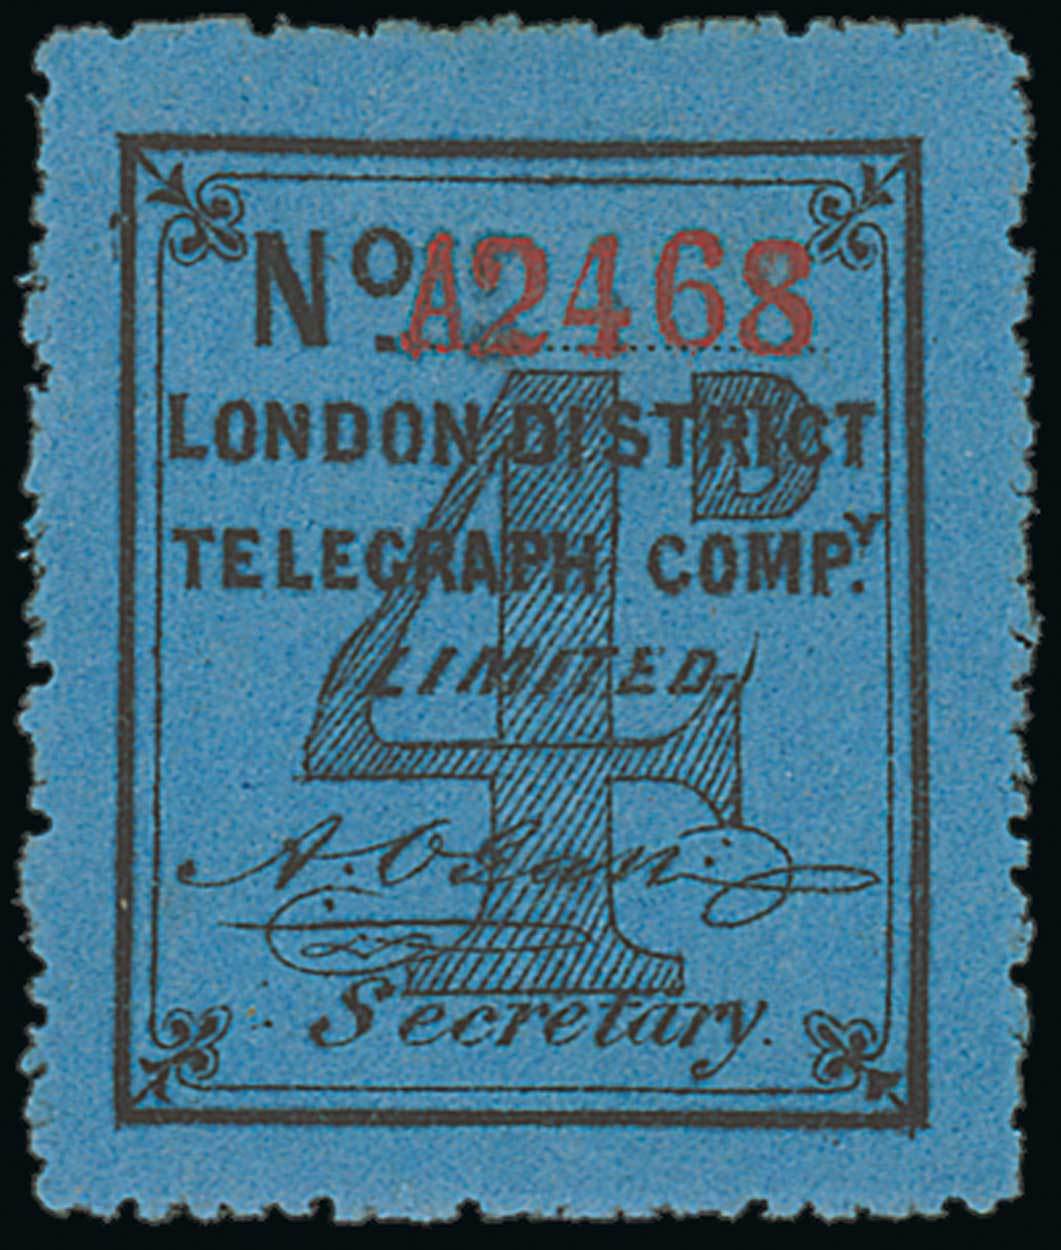 Nº. A2468
4D
LONDON DISTRICT
TELEGRAPH COMPY.
LIMITED
Secretary.